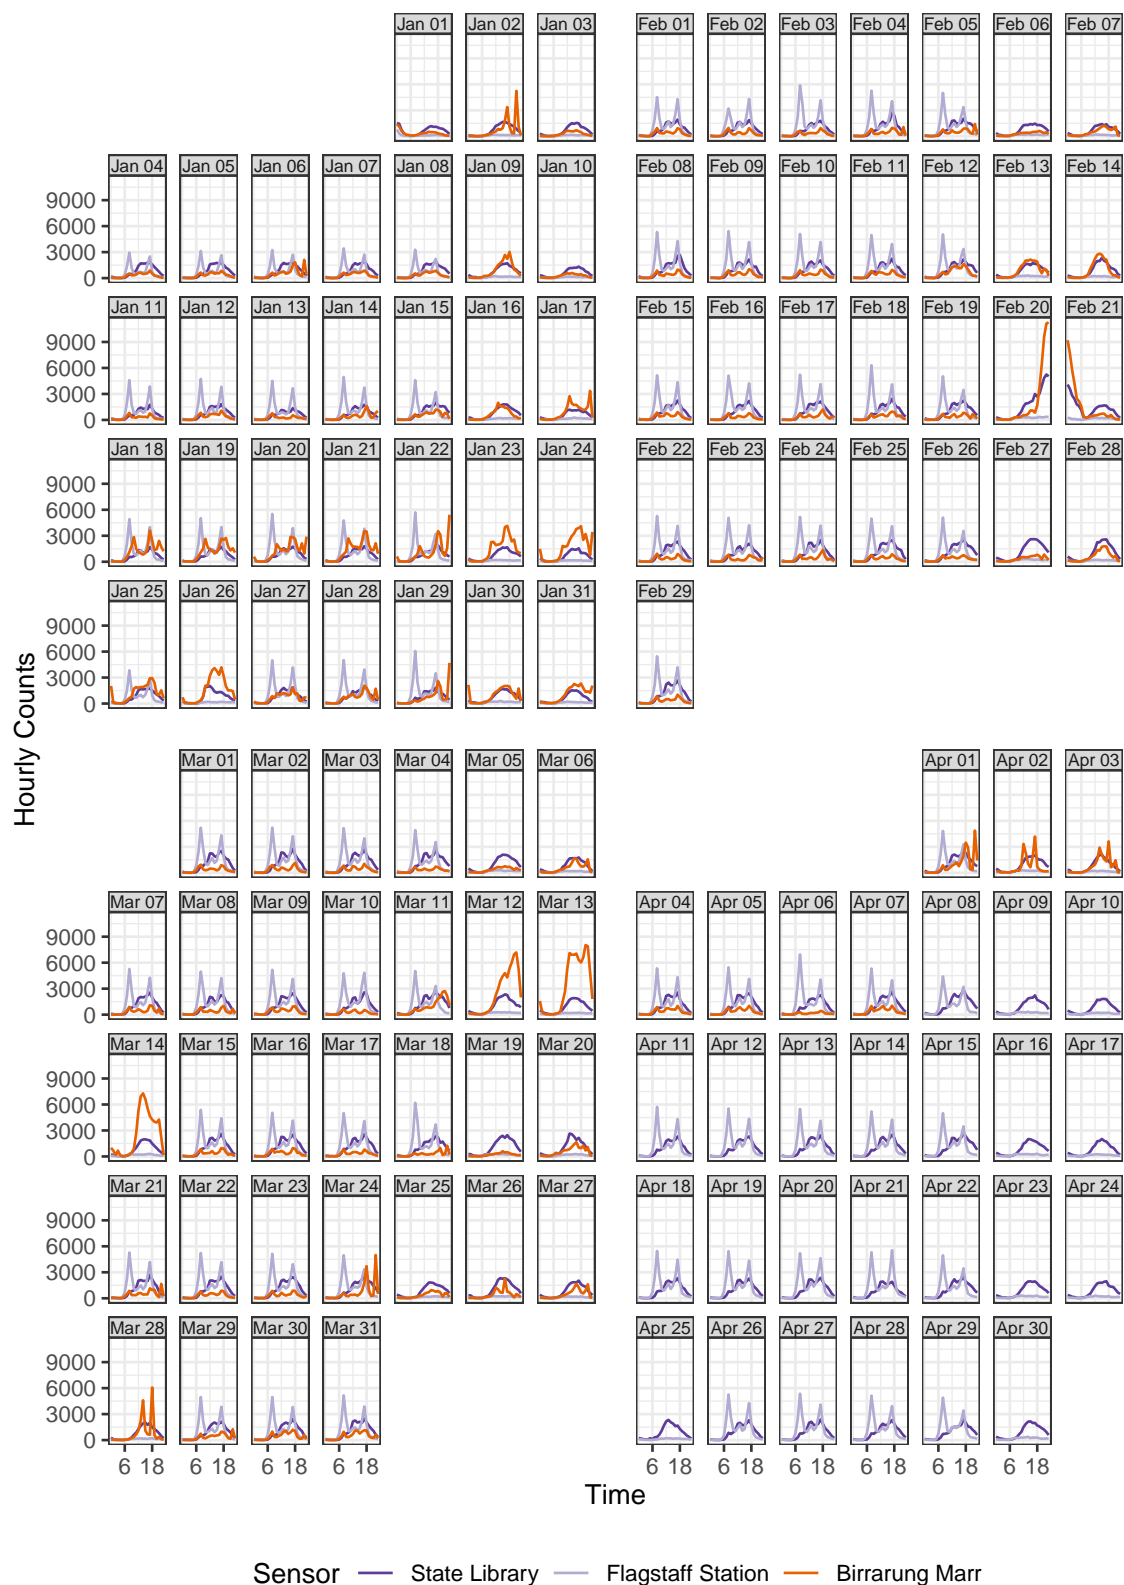 Jan 01 Jan 02 Jan 03 Feb 01 Feb 02 Feb 03 Feb 04 Feb 05 Feb 06 Feb 07
Jan 04 Jan 05 Jan 06 Jan 07 Jan 08 Jan 09 Jan 10 Feb 08 Feb 09 Feb 10 Feb 11 Feb 12 Feb 13 Feb 14
9000
6000
3000
0
Jan 11 Jan 12 Jan 13 Jan 14 Jan 15 Jan 16 Jan 17 Feb 15 Feb 16 Feb 17 Feb 18 Feb 19 Feb 20 Feb 21
9000
6000
3000
0
Jan 18 Jan 19 Jan 20 Jan 21 Jan 22 Jan 23 Jan 24 Feb 22 Feb 23 Feb 24 Feb 25 Feb 26 Feb 27 Feb 28
9000
6000
3000
0
Jan 25 Jan 26 Jan 27 Jan 28 Jan 29 Jan 30 Jan 31 Feb 29
9000
6000
3000
0
Hourly Counts
Mar 01 Mar 02 Mar 03 Mar 04 Mar 05 Mar 06 Apr 01 Apr 02 Apr 03
Mar 07 Mar 08 Mar 09 Mar 10 Mar 11 Mar 12 Mar 13 Apr 04 Apr 05 Apr 06 Apr 07 Apr 08 Apr 09 Apr 10
9000
6000
3000
0
Mar 14 Mar 15 Mar 16 Mar 17 Mar 18 Mar 19 Mar 20 Apr 11 Apr 12 Apr 13 Apr 14 Apr 15 Apr 16 Apr 17
9000
6000
3000
0
Mar 21 Mar 22 Mar 23 Mar 24 Mar 25 Mar 26 Mar 27 Apr 18 Apr 19 Apr 20 Apr 21 Apr 22 Apr 23 Apr 24
9000
6000
3000
0
Mar 28 Mar 29 Mar 30 Mar 31 Apr 25 Apr 26 Apr 27 Apr 28 Apr 29 Apr 30
9000
6000
3000
0
6 18 6 18 6 18 6 18 6 18 6 18 6 18 6 18 6 18 6 18
Time
Sensor State Library Flagstaff Station Birrarung Marr